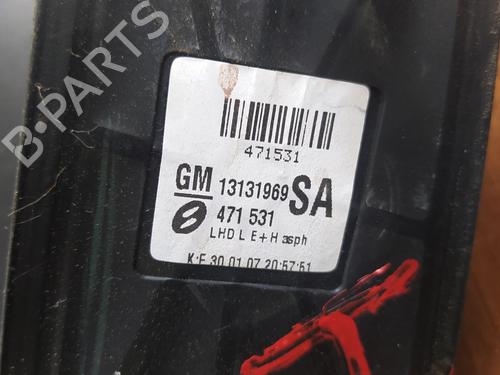 B-PARTS
471531
GM 13131969 SA
471 531
LHD L E+H asph
K:F 30.01.07 20:57:51